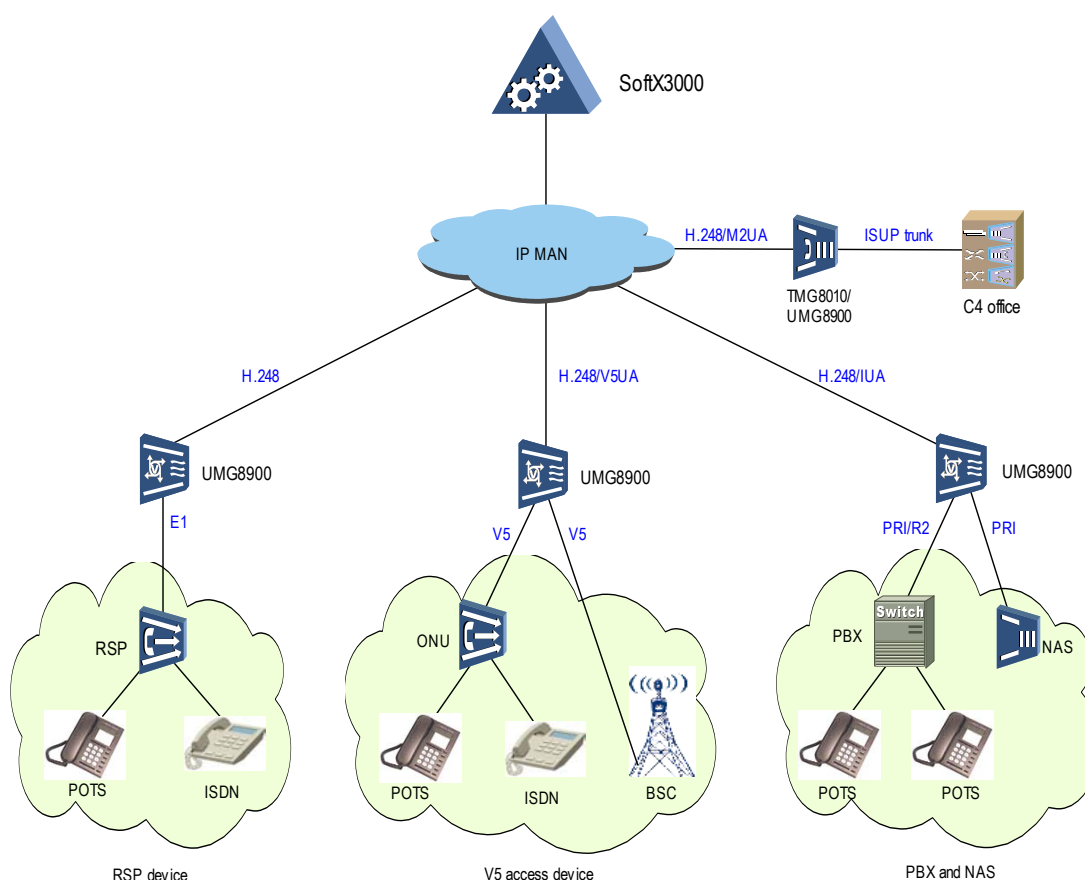 SoftX3000
IP MAN
H.248/M2UA
ISUP trunk
TMG8010/
UMG8900
C4 office
H.248
H.248/V5UA
H.248/IUA
UMG8900
UMG8900
UMG8900
E1
V5
V5
PRI/R2
PRI
RSP
ONU
PBX
Switch
NAS
POTS
ISDN
POTS
ISDN
BSC
POTS
POTS
RSP device
V5 access device
PBX and NAS